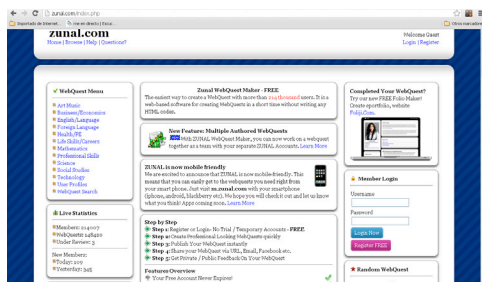 zunal.com/index.php
Importado de Internet...
Otros marcadores
zunal.com
Home | Browse | Help | Questions?
Welcome Guest
Login | Register
WebQuest Menu
Art Music
Business/Economics
English/Language
Foreign Language
Health/PE
Life Skills/Careers
Mathematics
Professional Skills
Science
Social Studies
Technology
User Profiles
WebQuest Search
Live Statistics
WebQuests:
Under Review: 3
New Members:
Today: 109
Yesterday: 345
Zunal WebQuest Maker - FREE
The easiest way to create a WebQuest with more than thousand users. It is a
web-based software for creating WebQuests in a short time without writing any
HTML codes.
New Feature: Multiple Authored WebQuests
With ZUNAL WebQuest Maker, you can now work on a webquest
together as a team with your separate ZUNAL Accounts. Learn More
ZUNAL is now mobile friendly
We are excited to announce that ZUNAL is now mobile-friendly. This
means that you can easily get to the webquests you need right from
your smart phone. Just visit m.zunal.com with your smartphone
(iphone, android, blackberry etc). We hope you will check it out and let us know
what you think! Apps coming soon. Learn More.
Step by Step
Step 1: Register or Login- No Trial / Temporary Accounts - FREE.
Step 2: Create Professional Looking WebQuests Quickly
Step 3: Publish Your WebQuest instantly
Step 4: Share your WebQuest via URL, Email, Facebook etc.
Step 5: Get Private / Public Feedback On Your WebQuest
Features Overview
Your Free Account Never Expires!
Completed Your WebQuest?
Try our new FREE Folio Maker!
Create eportfolio, website
Member Login
Username
Password
Login Now
Register FREE
Random WebQuest